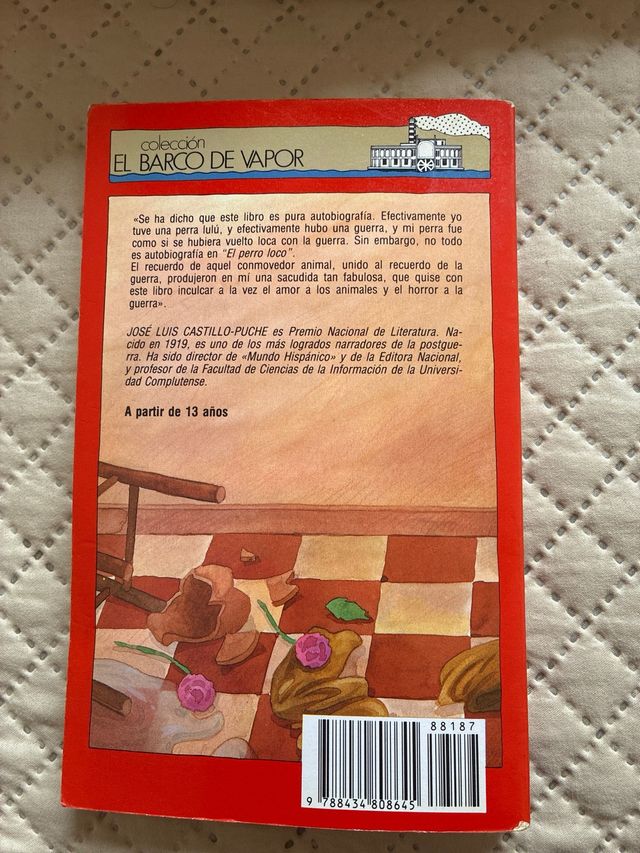 colección
EL BARCO DE VAPOR
«Se ha dicho que este libro es pura autobiografía. Efectivamente yo
tuve una perra lulú, y efectivamente hubo una guerra, y mi perra fue
como si se hubiera vuelto loca con la guerra. Sin embargo, no todo
es autobiografía en "El perro loco".
El recuerdo de aquel conmovedor animal, unido al recuerdo de la
guerra, produjeron en mí una sacudida tan fabulosa, que quise con
este libro inculcar a la vez el amor a los animales y el horror a la
guerra».
JOSÉ LUIS CASTILLO-PUCHE es Premio Nacional de Literatura. Na-
cido en 1919, es uno de los más logrados narradores de la postgue-
rra. Ha sido director de «Mundo Hispánico» y de la Editora Nacional,
y profesor de la Facultad de Ciencias de la Información de la Universi-
dad Complutense.
A partir de 13 años
88187
9 788434 808645